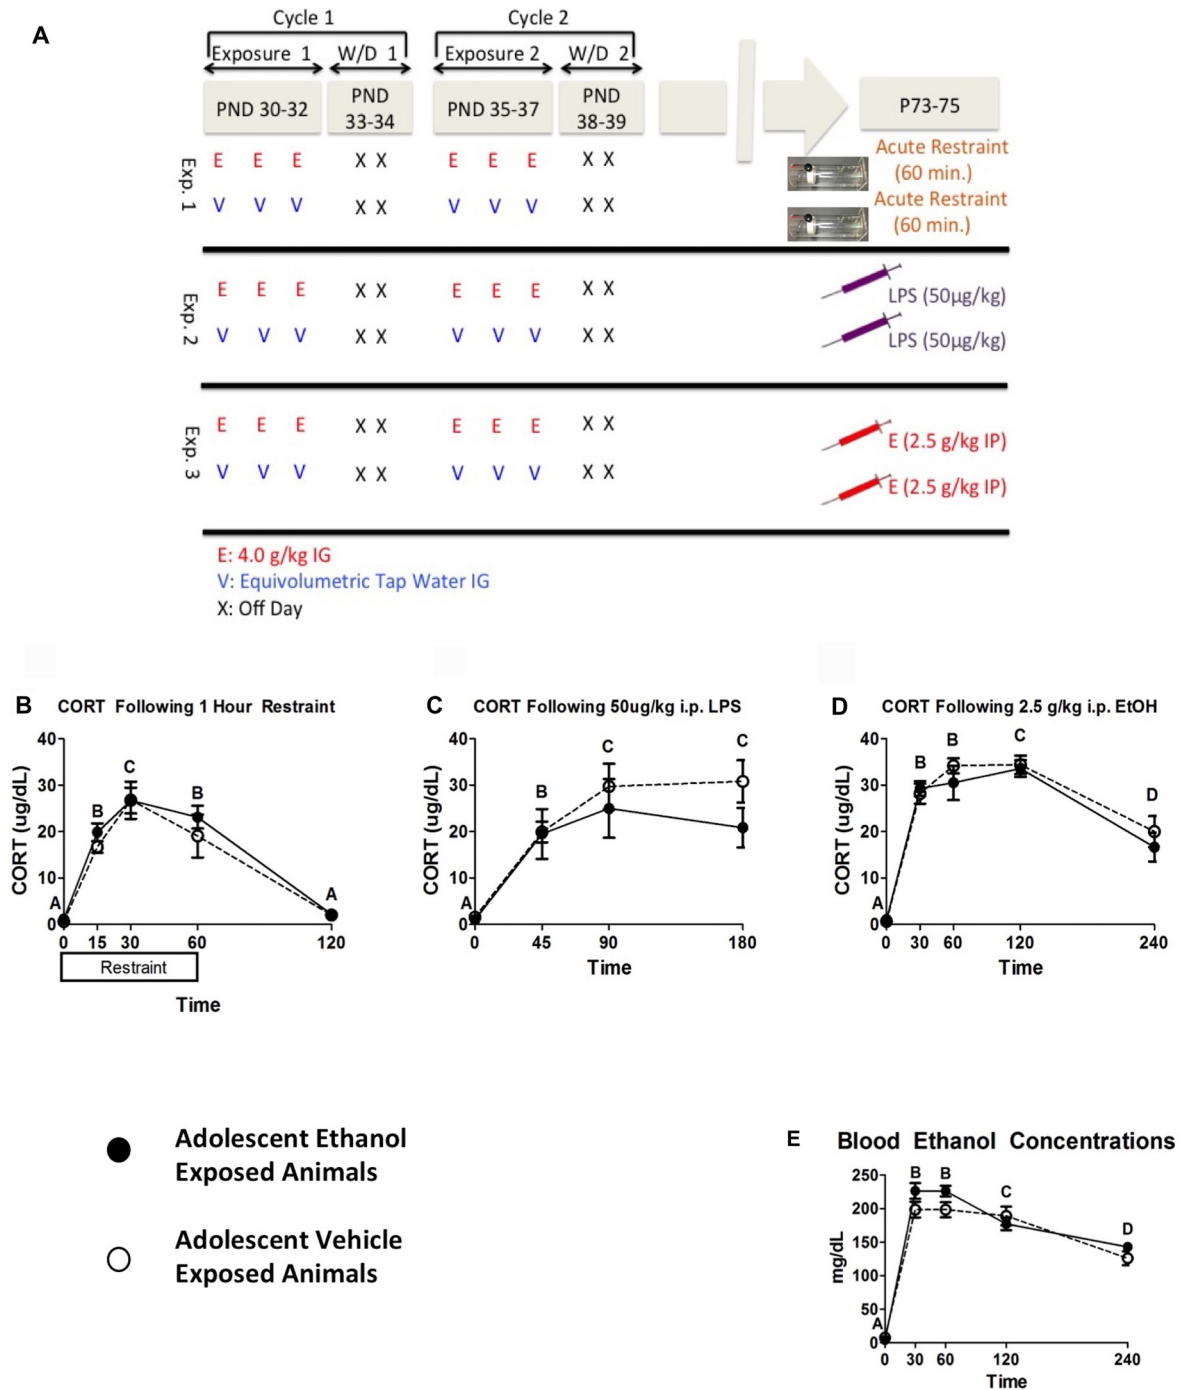 A
Cycle 1
Cycle 2
Exposure 1
W/D 1
Exposure 2
W/D 2
PND 30-32
PND
33-34
PND 35-37
PND
38-39
P73-75
Exp. 1
E E E X X E E E X X
Acute Restraint
(60 min.)
V V V X X V V V X X
Acute Restraint
(60 min.)
Exp. 2
E E E X X E E E X X
LPS (50µg/kg)
V V V X X V V V X X
LPS (50µg/kg)
Exp. 3
E E E X X E E E X X
E (2.5 g/kg IP)
V V V X X V V V X X
E (2.5 g/kg IP)
E: 4.0 g/kg IG
V: Equivolumetric Tap Water IG
X: Off Day
B
CORT Following 1 Hour Restraint
CORT (ug/dL)
40
30
20
10
0
A
B
C
B
A
0 15 30 60 120
Restraint
Time
C
CORT Following 50ug/kg i.p. LPS
CORT (ug/dL)
40
30
20
10
0
A
B
C
C
0 45 90 180
Time
D
CORT Following 2.5 g/kg i.p. EtOH
CORT (ug/dL)
40
30
20
10
0
A
B
B
C
D
0 30 60 120 240
Time
Adolescent Ethanol
Exposed Animals
Adolescent Vehicle
Exposed Animals
E
Blood Ethanol Concentrations
mg/dL
250
200
150
100
50
0
A
B
B
C
D
0 30 60 120 240
Time